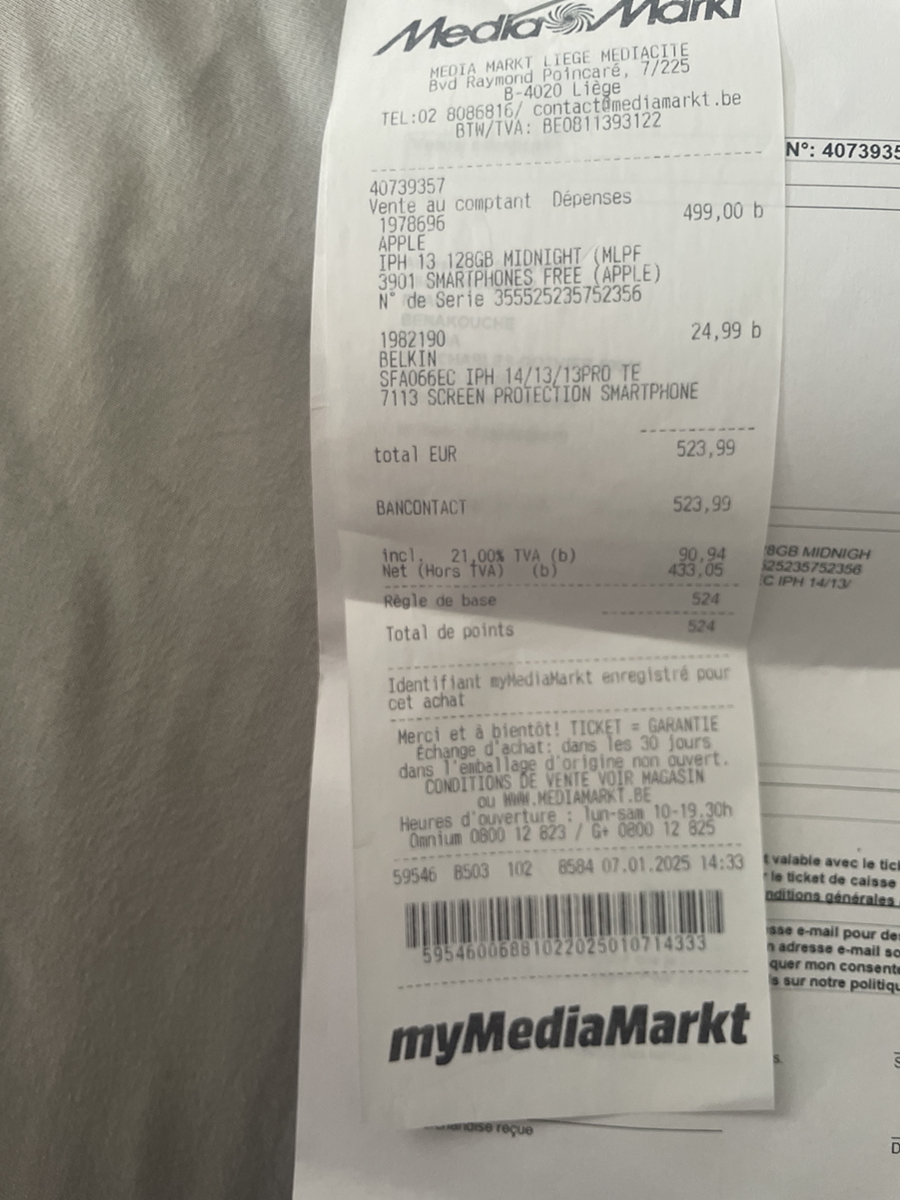 Media Markt
MEDIA MARKT LIEGE MEDIACITE
Bvd Raymond Poincaré, 7/225
B-4020 Liège
TEL:02 8086816/ contact@mediamarkt.be
BTW/TVA: BE0811393122
N°: 4073935
40739357
Vente au comptant Dépenses
1978696 499,00 b
APPLE
IPH 13 128GB MIDNIGHT (MLPF
3901 SMARTPHONES FREE (APPLE)
N° de Serie 355525235752356
1982190 24,99 b
BELKIN
SFA066EC IPH 14/13/13PRO TE
7113 SCREEN PROTECTION SMARTPHONE
total EUR 523,99
BANCONTACT 523,99
incl. 21,00% TVA (b) 90,94
Net (Hors TVA) (b) 433,05
8GB MIDNIGH
525235752356
C IPH 14/13/
Règle de base 524
Total de points 524
Identifiant myMediaMarkt enregistré pour
cet achat
Merci et à bientôt! TICKET = GARANTIE
Échange d'achat: dans les 30 jours
dans l'emballage d'origine non ouvert.
CONDITIONS DE VENTE VOIR MAGASIN
ou WWW.MEDIAMARKT.BE
Heures d'ouverture : lun-sam 10-19.30h
Omnium 0800 12 823 / G+ 0800 12 825
59546 B503 102 8584 07.01.2025 14:33
t valable avec le tick
le ticket de caisse
nditions générales
sse e-mail pour de
n adresse e-mail so
quer mon consente
s sur notre politiqu
59546006881022025010714333
myMediaMarkt
handise reçue